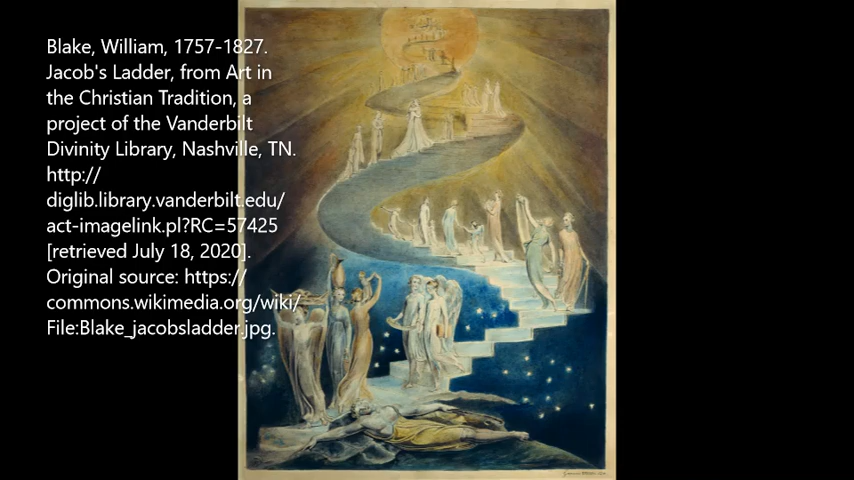 Blake, William, 1757-1827.
Jacob's Ladder, from Art in
the Christian Tradition, a
project of the Vanderbilt
Divinity Library, Nashville, TN.
http://
diglib.library.vanderbilt.edu/
act-imagelink.pl?RC=57425
[retrieved July 18, 2020].
Original source: https://
commons.wikimedia.org/wiki/
File:Blake_jacobsladder.jpg.